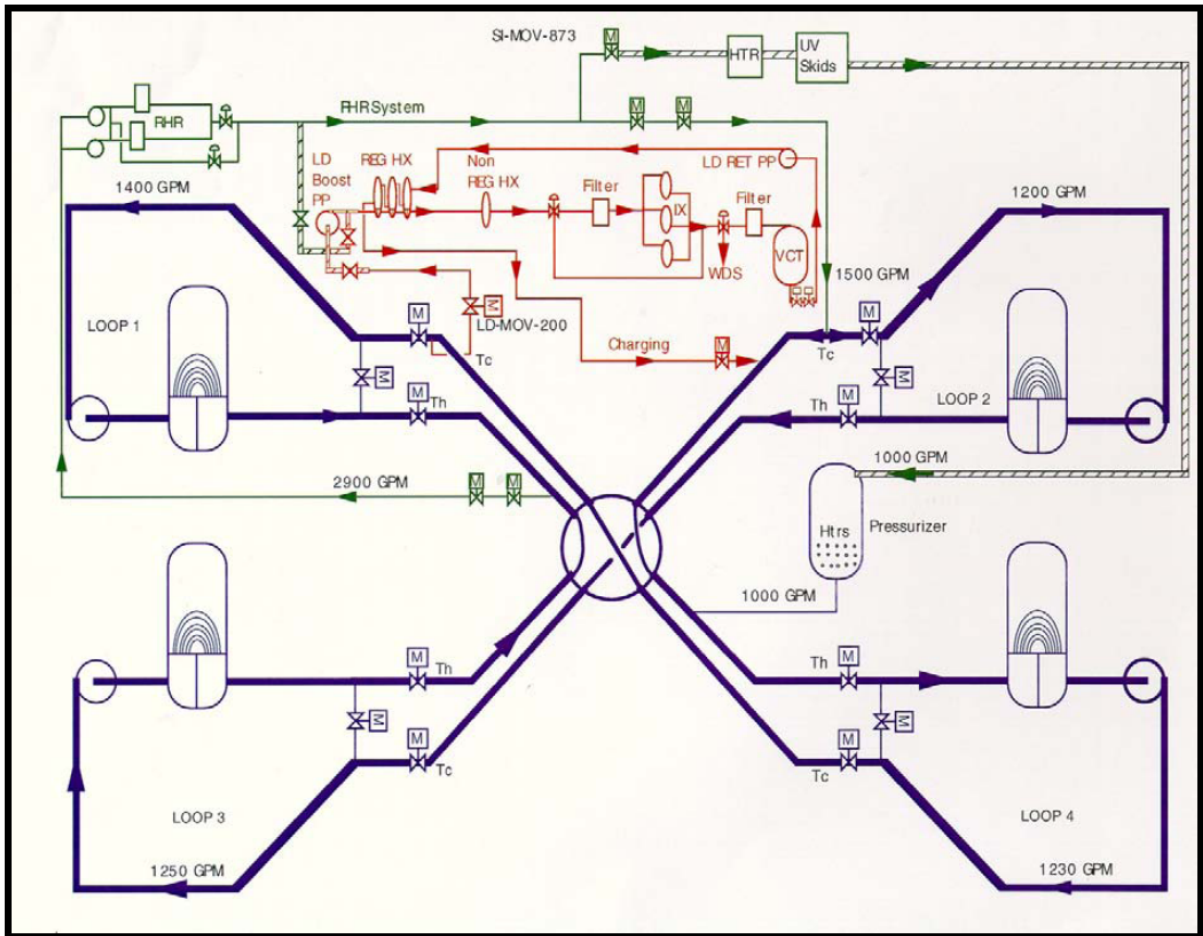 SI-MOV-873
M
HTR
UV
Skids
RHR
RHR System
M
M
LD
Boost
PP
REG HX
Non
REG HX
LD RET PP
Filter
IX
Filter
VCT
WDS
1400 GPM
1200 GPM
1500 GPM
LOOP 1
M
M
LD-MOV-200
Tc
Charging
M
M
Tc
M
Th
M
M
Th
M
LOOP 2
2900 GPM
M
M
1000 GPM
Htrs
Pressurizer
1000 GPM
M
Th
M
Th
M
M
M
Tc
M
Tc
LOOP 3
LOOP 4
1250 GPM
1230 GPM